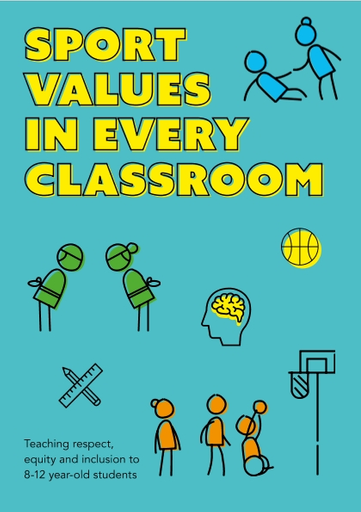 SPORT
VALUES
IN EVERY
CLASSROOM
Teaching respect,
equity and inclusion to
8-12 year-old students